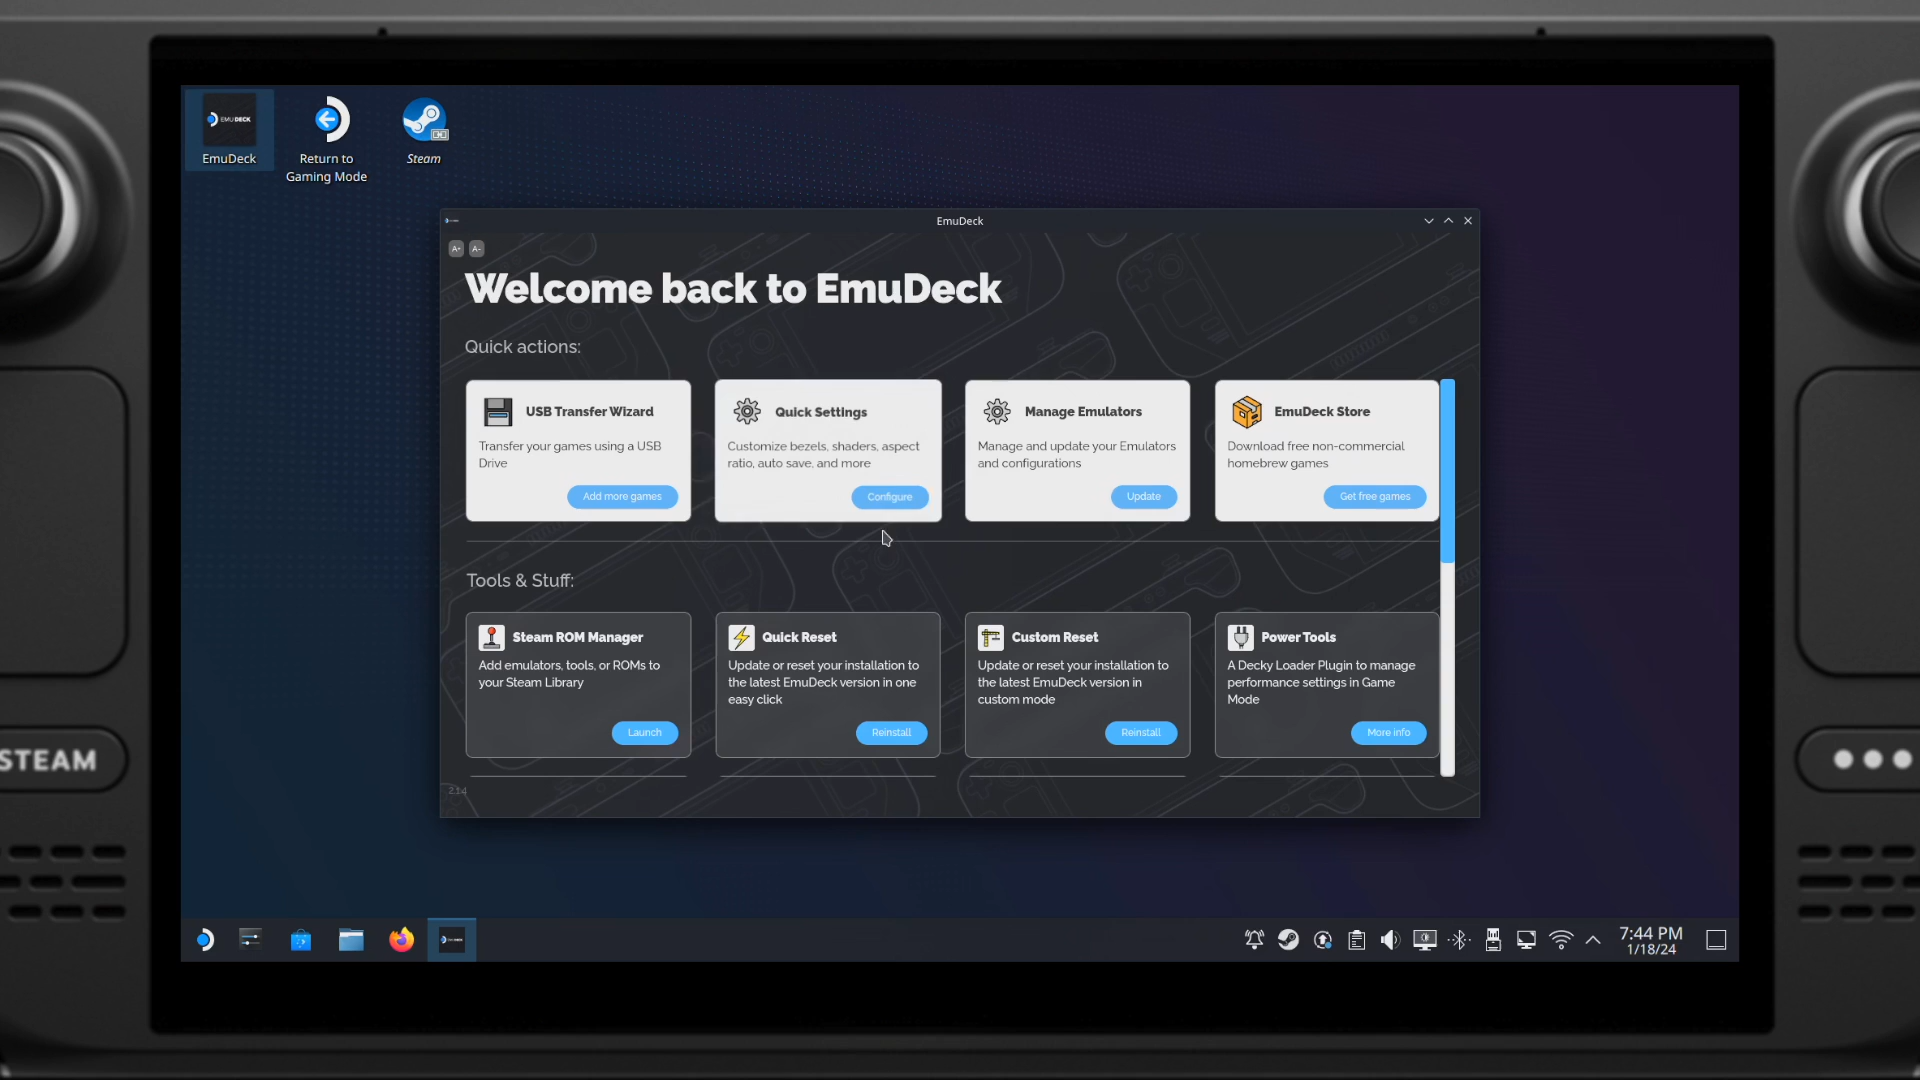 EMUDECK
EmuDeck
Return to
Gaming Mode
Steam
EmuDeck
A+
A-
Welcome back to EmuDeck
Quick actions:
USB Transfer Wizard
Transfer your games using a USB
Drive
Add more games
Quick Settings
Customize bezels, shaders, aspect
ratio, auto save, and more
Configure
Manage Emulators
Manage and update your Emulators
and configurations
Update
EmuDeck Store
Download free non-commercial
homebrew games
Get free games
Tools & Stuff:
Steam ROM Manager
Add emulators, tools, or ROMs to
your Steam Library
Launch
Quick Reset
Update or reset your installation to
the latest EmuDeck version in one
easy click
Reinstall
Custom Reset
Update or reset your installation to
the latest EmuDeck version in
custom mode
Reinstall
Power Tools
A Decky Loader Plugin to manage
performance settings in Game
Mode
More info
2.1.4
STEAM
7:44 PM
1/18/24